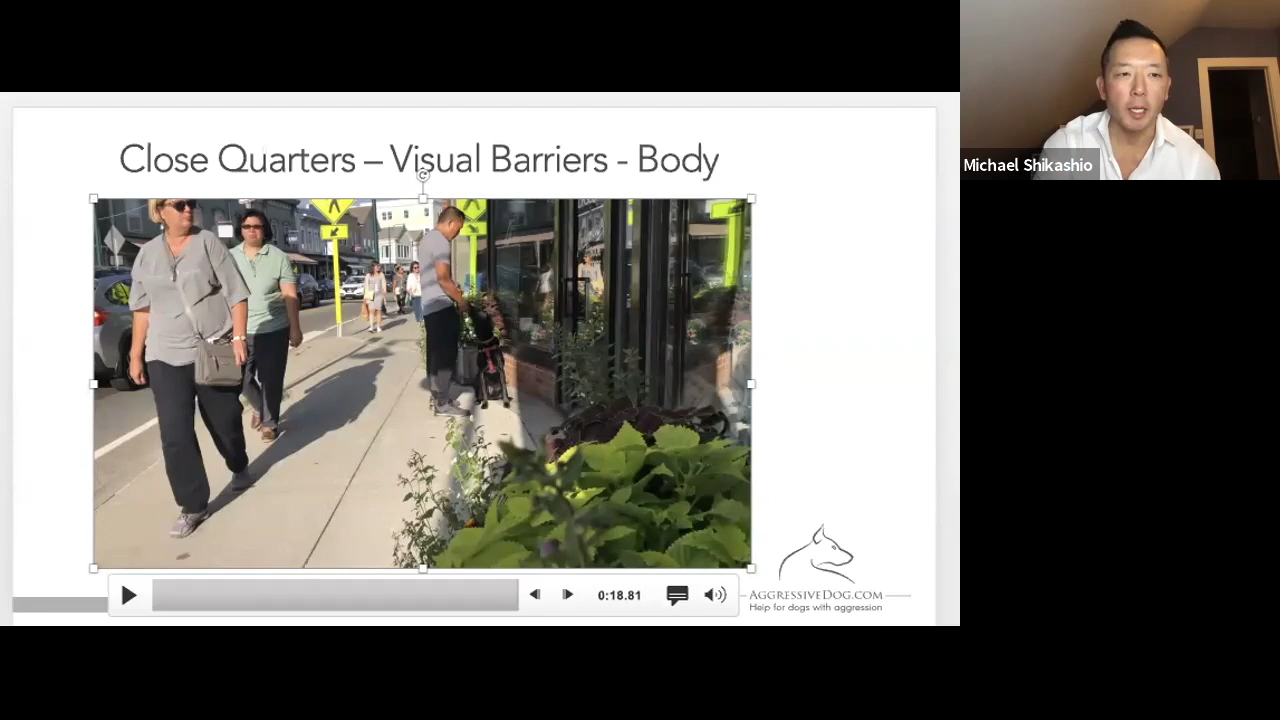 Close Quarters – Visual Barriers - Body
Michael Shikashio
0:18.81
AGGRESSIVEDOG.COM
Help for dogs with aggression